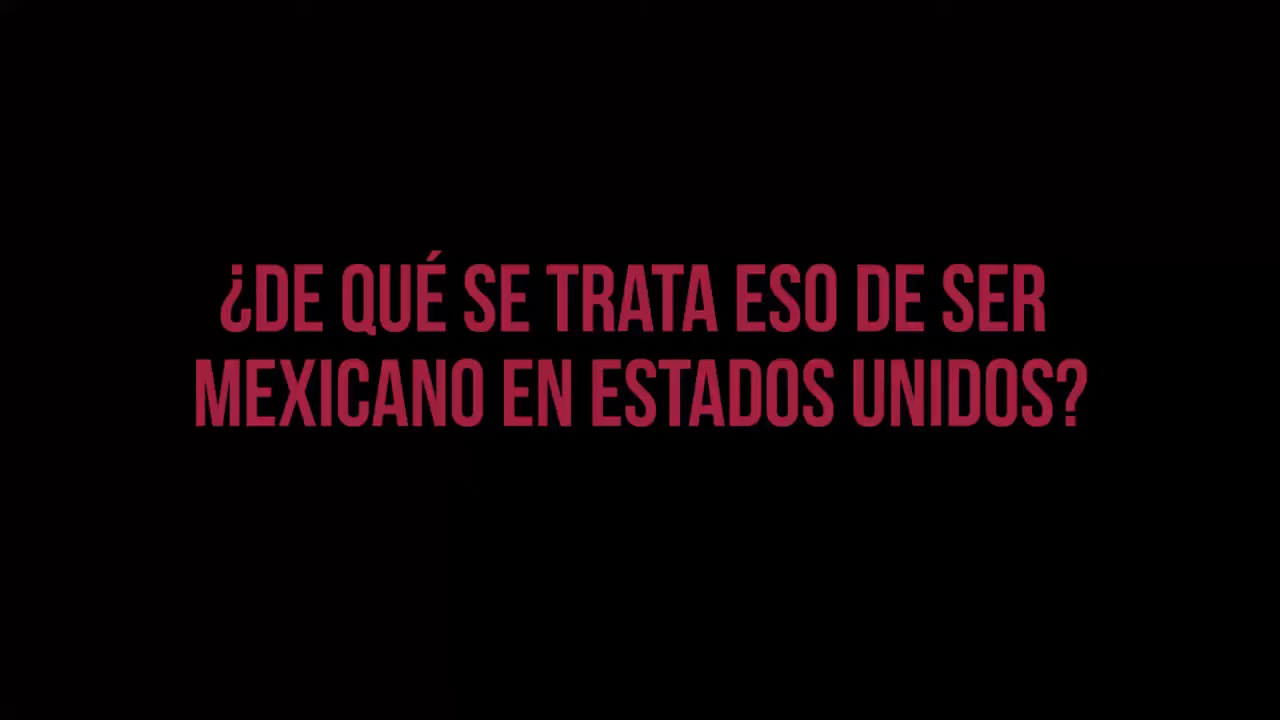 ¿DE QUÉ SE TRATA ESO DE SER
MEXICANO EN ESTADOS UNIDOS?